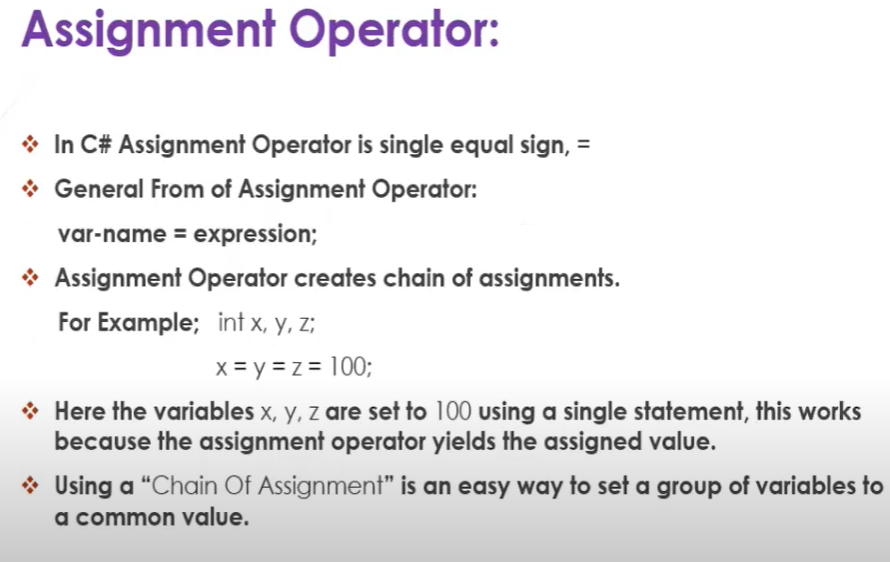 Assignment Operator:
❖ In C# Assignment Operator is single equal sign, =
❖ General From of Assignment Operator:
var-name = expression;
❖ Assignment Operator creates chain of assignments.
For Example; int x, y, z;
x = y = z = 100;
❖ Here the variables x, y, z are set to 100 using a single statement, this works
because the assignment operator yields the assigned value.
❖ Using a “Chain Of Assignment” is an easy way to set a group of variables to
a common value.